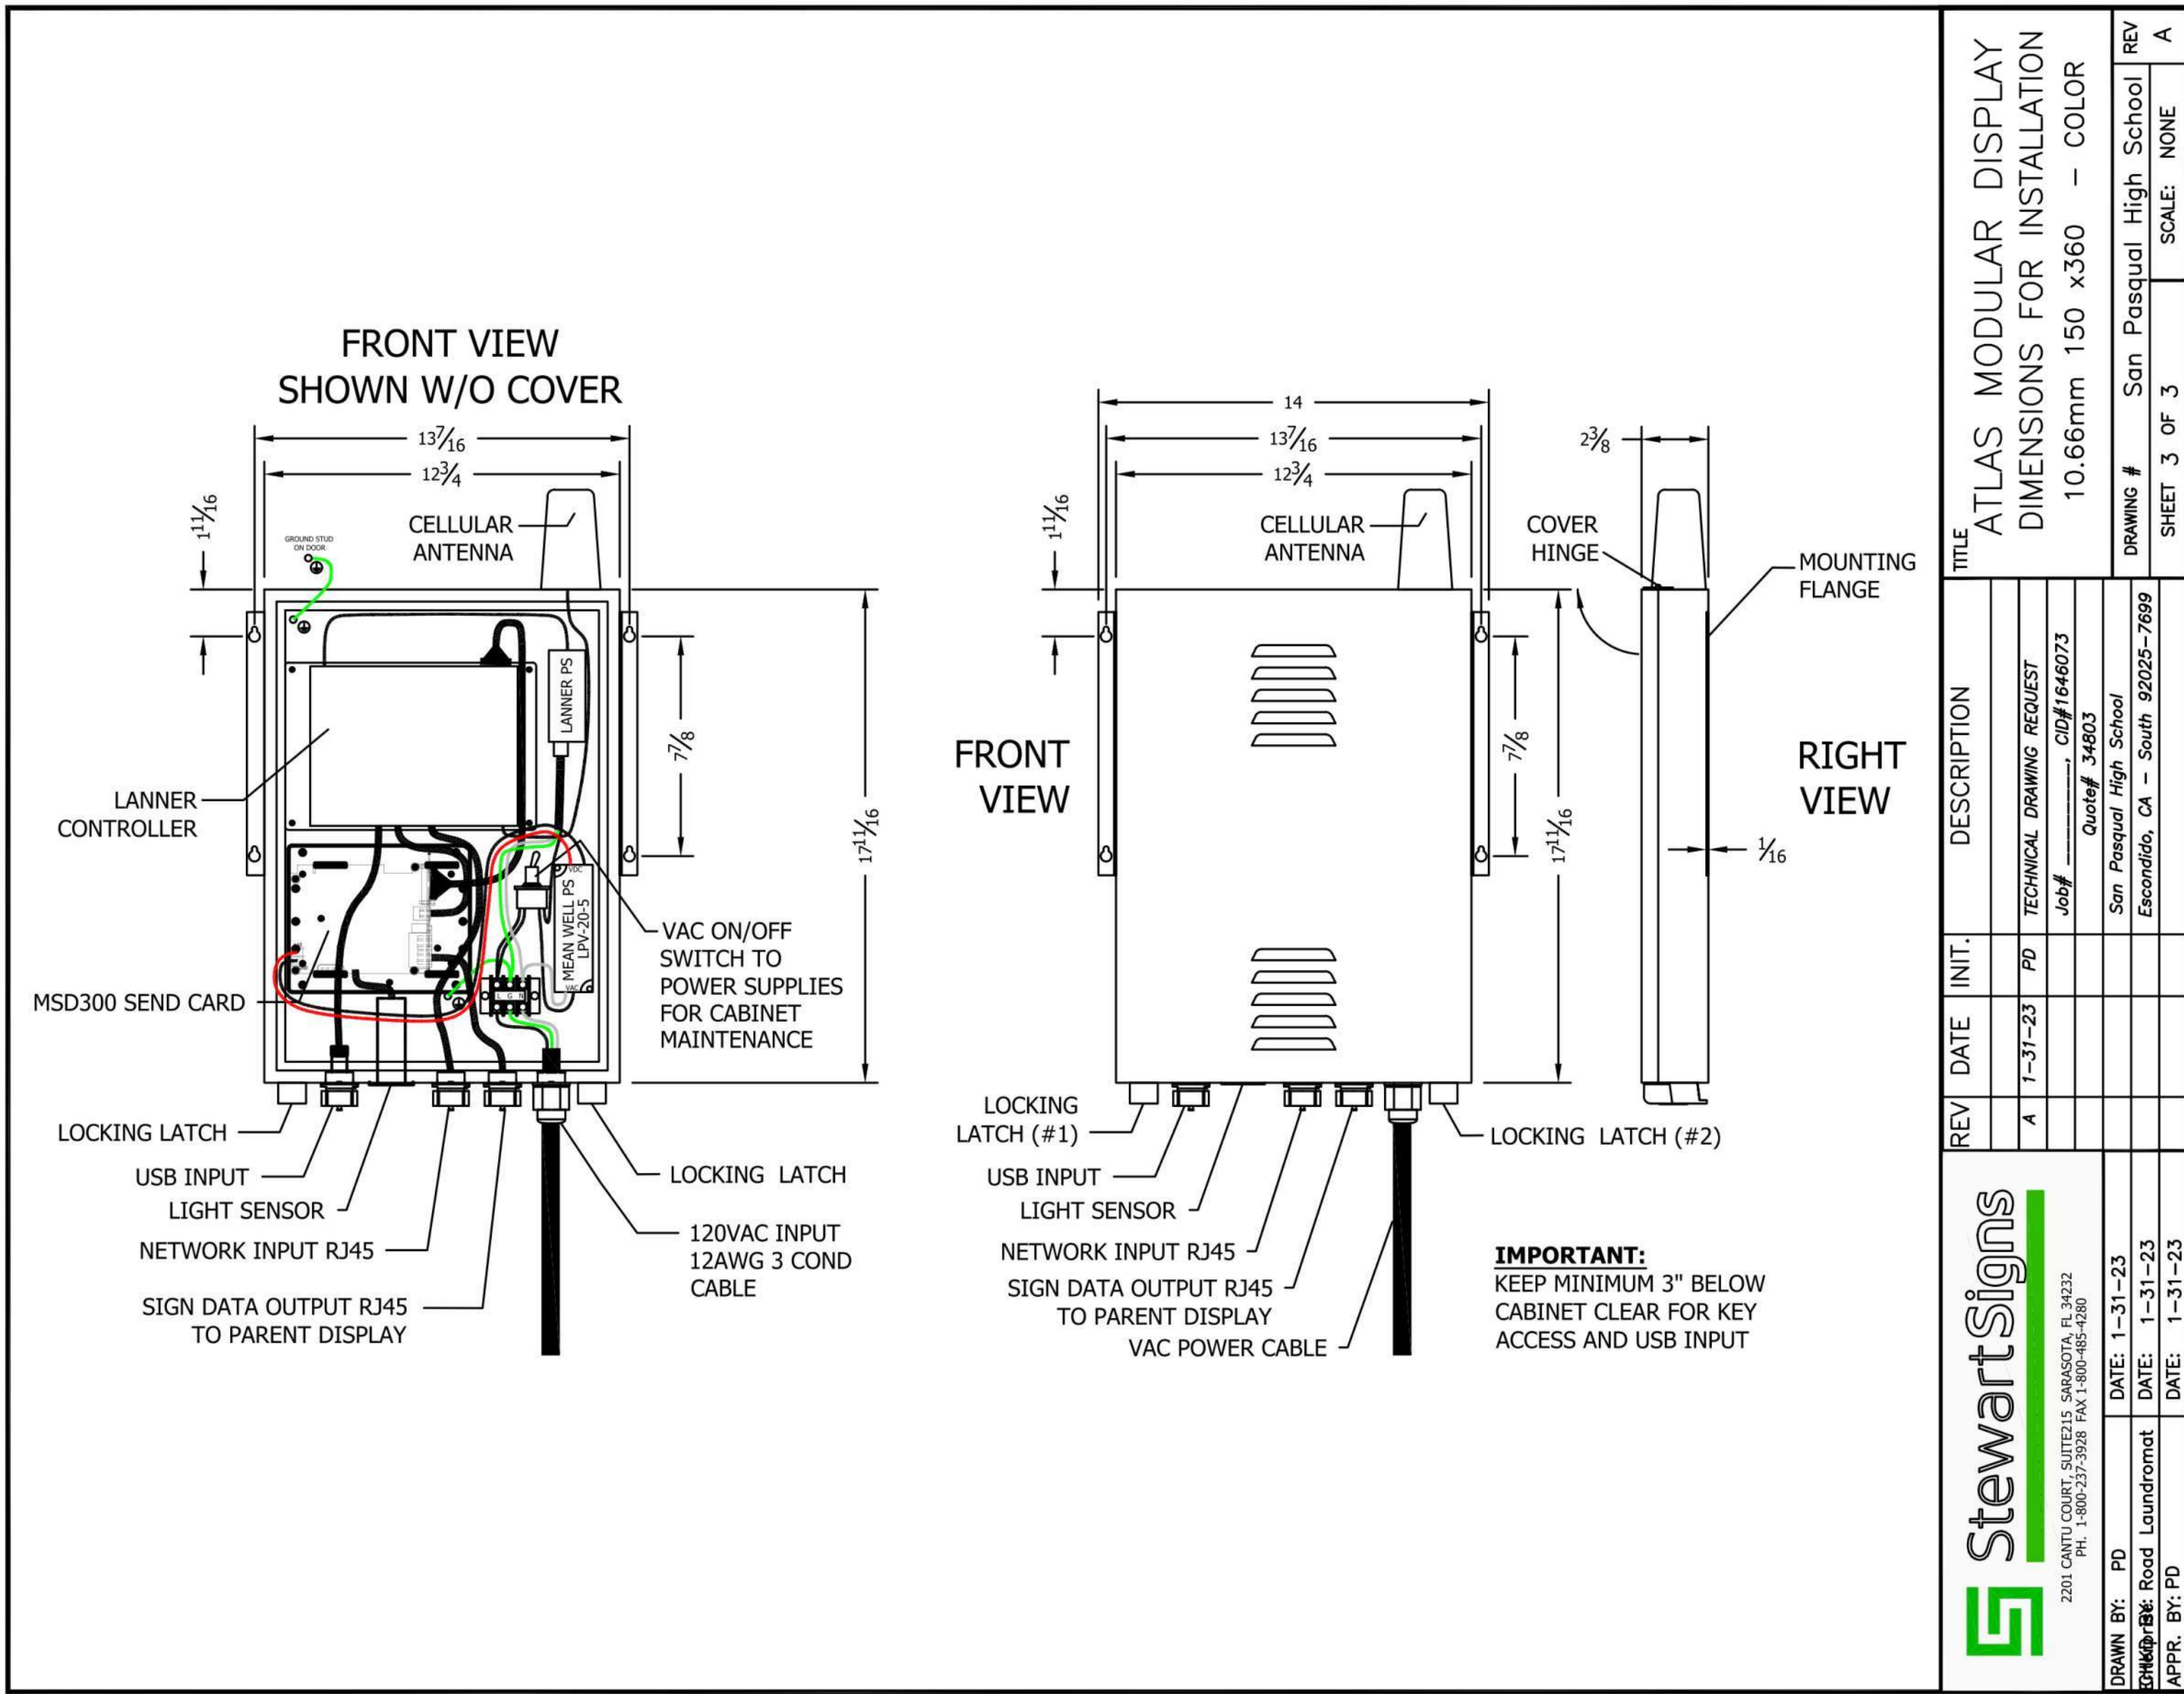 FRONT VIEW
SHOWN W/O COVER
13 7/16
12 3/4
1 11/16
GROUND STUD
ON DOOR
CELLULAR
ANTENNA
LANNER PS
7 7/8
17 11/16
LANNER
CONTROLLER
VDC
MEAN WELL PS
LPV-20-5
VAC
L G N
VAC ON/OFF
SWITCH TO
POWER SUPPLIES
FOR CABINET
MAINTENANCE
MSD300 SEND CARD
LOCKING LATCH
USB INPUT
LIGHT SENSOR
NETWORK INPUT RJ45
SIGN DATA OUTPUT RJ45
TO PARENT DISPLAY
LOCKING LATCH
120VAC INPUT
12AWG 3 COND
CABLE
14
13 7/16
12 3/4
1 11/16
CELLULAR
ANTENNA
FRONT
VIEW
7 7/8
17 11/16
LOCKING
LATCH (#1)
USB INPUT
LIGHT SENSOR
NETWORK INPUT RJ45
SIGN DATA OUTPUT RJ45
TO PARENT DISPLAY
VAC POWER CABLE
LOCKING LATCH (#2)
2 3/8
COVER
HINGE
MOUNTING
FLANGE
RIGHT
VIEW
1/16
IMPORTANT:
KEEP MINIMUM 3" BELOW
CABINET CLEAR FOR KEY
ACCESS AND USB INPUT
StewartSigns
2201 CANTU COURT, SUITE215 SARASOTA, FL 34232
PH. 1-800-237-3928 FAX 1-800-485-4280
DRAWN BY: PD DATE: 1-31-23
Road Laundromat DATE: 1-31-23
APPR. BY: PD DATE: 1-31-23
REV DATE INIT. DESCRIPTION
A 1-31-23 PD TECHNICAL DRAWING REQUEST
Job# ________, CID#1646073
Quote# 34803
San Pasqual High School
Escondido, CA - South 92025-7699
TITLE
ATLAS MODULAR DISPLAY
DIMENSIONS FOR INSTALLATION
10.66mm 150 x360 - COLOR
DRAWING # San Pasqual High School REV
SHEET 3 OF 3 SCALE: NONE A